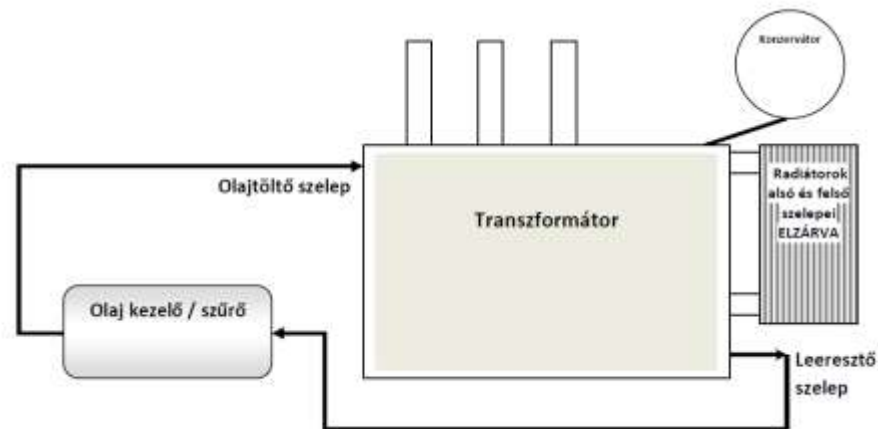 Konzervátor
Radiátorok
alsó és felső
szelepei
ELZÁRVA
Olajtöltő szelep
Transzformátor
Olaj kezelő / szűrő
Leeresztő
szelep